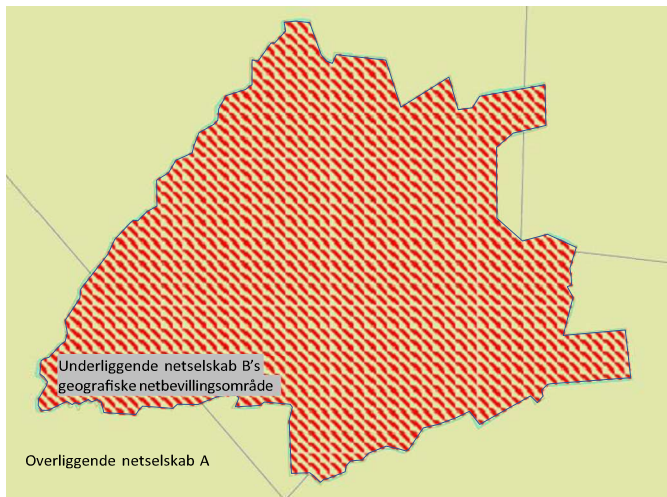 Underliggende netselskab B's
geografiske netbevillingsområde
Overliggende netselskab A